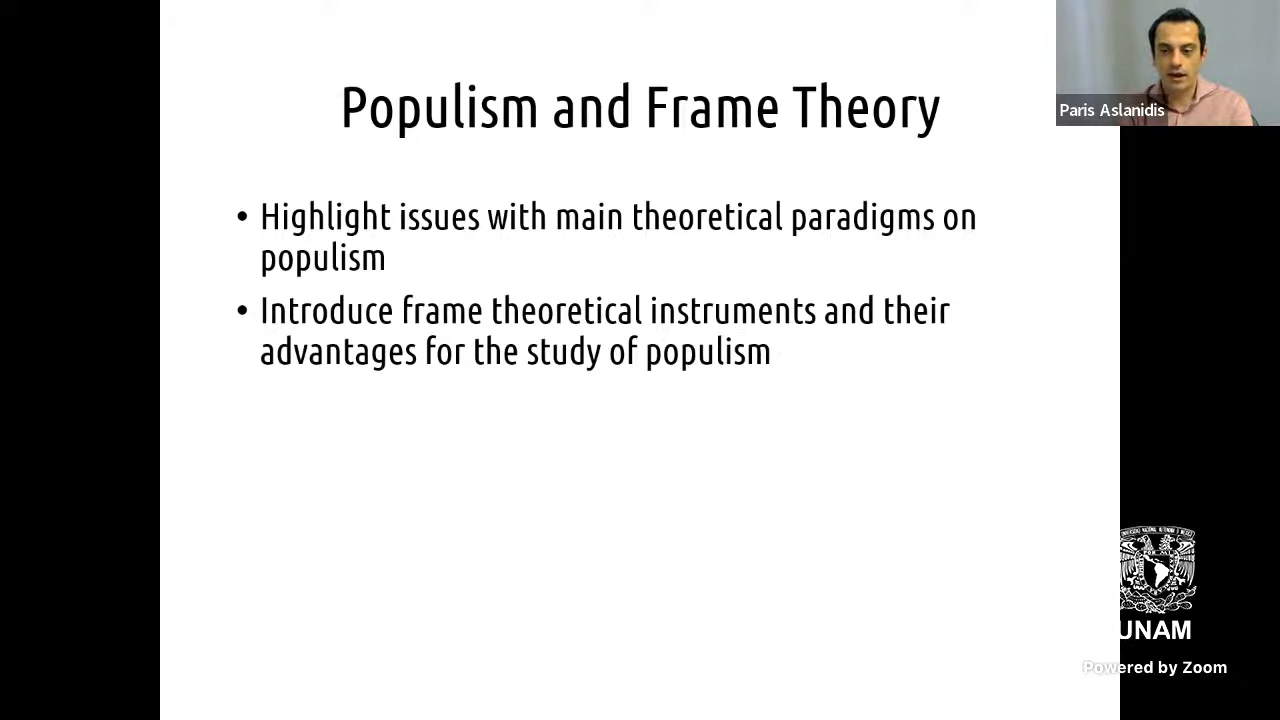 Populism and Frame Theory
Paris Aslanidis
• Highlight issues with main theoretical paradigms on
populism
• Introduce frame theoretical instruments and their
advantages for the study of populism
UNAM
Powered by Zoom